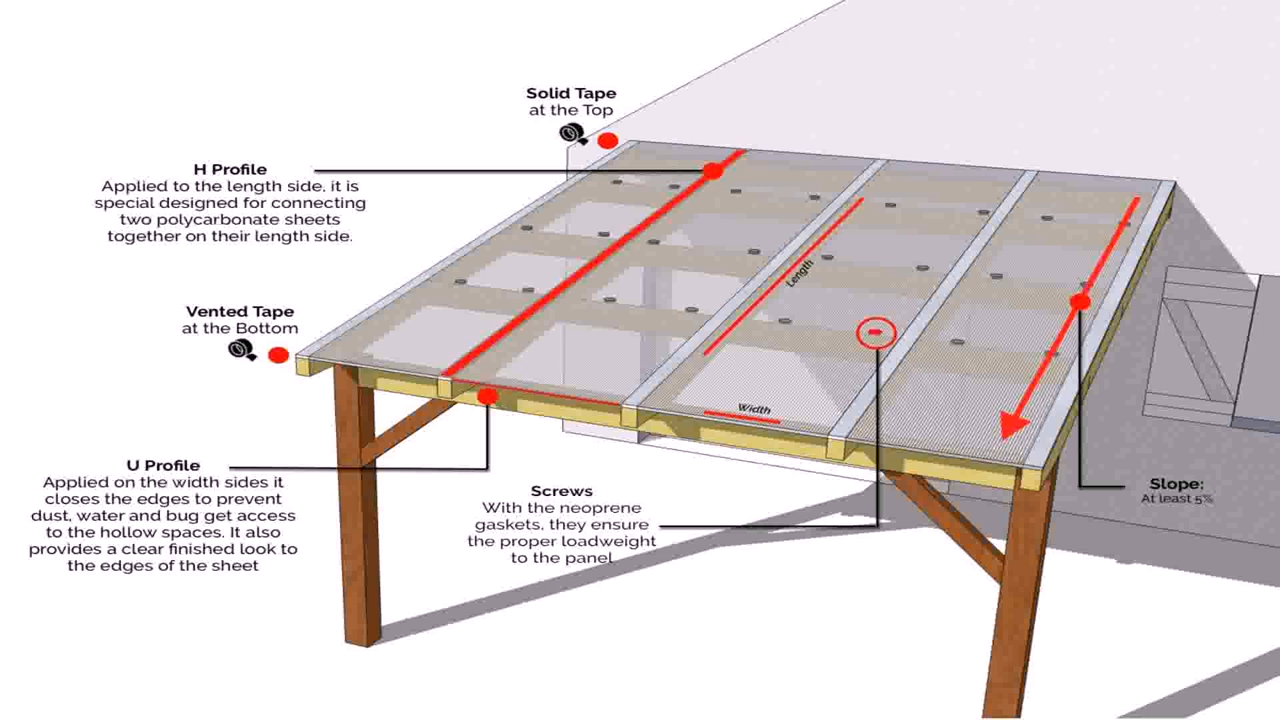 Solid Tape
at the Top
H Profile
Applied to the length side, it is
special designed for connecting
two polycarbonate sheets
together on their length side.
Length
Vented Tape
at the Bottom
Width
U Profile
Applied on the width sides it
closes the edges to prevent
dust, water and bug get access
to the hollow spaces. It also
provides a clear finished look to
the edges of the sheet
Screws
With the neoprene
gaskets, they ensure
the proper loadweight
to the panel.
Slope:
At least 5%